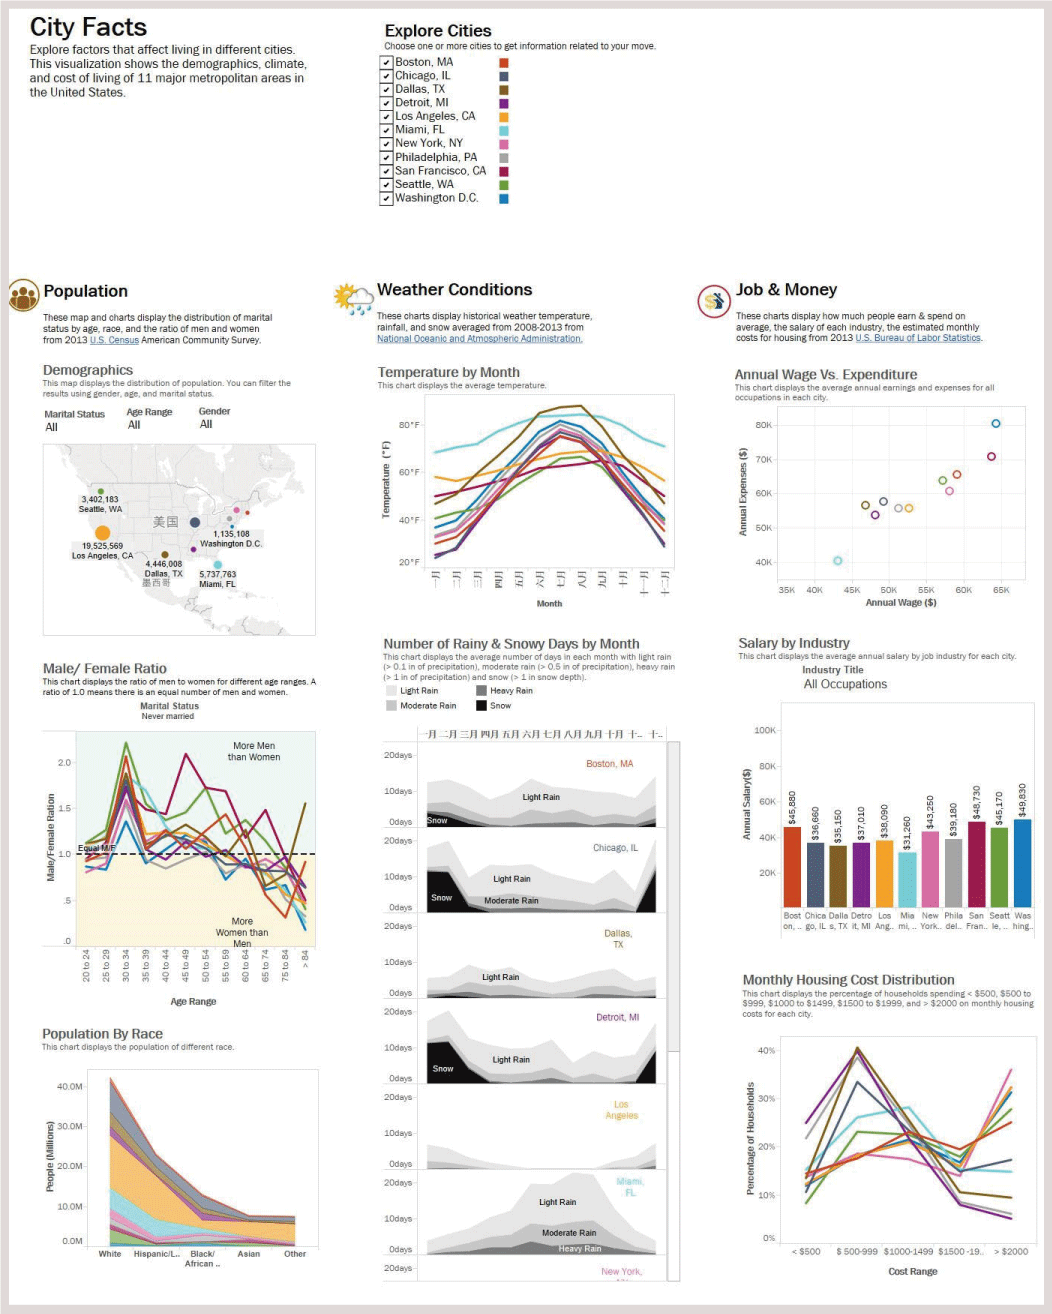 City Facts
Explore factors that affect living in different cities.
This visualization shows the demographics, climate,
and cost of living of 11 major metropolitan areas in
the United States.
Explore Cities
Choose one or more cities to get information related to your move.
Boston, MA
Chicago, IL
Dallas, TX
Detroit, MI
Los Angeles, CA
Miami, FL
New York, NY
Philadelphia, PA
San Francisco, CA
Seattle, WA
Washington D.C.
Population
These map and charts display the distribution of marital
status by age, race, and the ratio of men and women
from 2013 U.S. Census American Community Survey.
Demographics
This map displays the distribution of population. You can filter the
results using gender, age, and marital status.
Marital Status Age Range Gender
All All All
3,402,183
Seattle, WA
美国
1,135,108
Washington D.C.
19,525,569
Los Angeles, CA
4,446,008
Dallas, TX
墨西哥
5,737,763
Miami, FL
Male/ Female Ratio
This chart displays the ratio of men to women for different age ranges. A
ratio of 1.0 means there is an equal number of men and women.
Marital Status
Never married
More Men
than Women
2.0
1.5
Equal M/F
1.0
.5
.0
More
Women than
Men
Male/Female Ration
20 to 24
25 to 29
30 to 34
35 to 39
40 to 44
45 to 49
50 to 54
55 to 59
60 to 64
65 to 74
75 to 84
> 84
Age Range
Population By Race
This chart displays the population of different race.
40.0M
30.0M
20.0M
10.0M
0.0M
People (Millions)
White Hispanic/L.. Black/ Asian Other
African ..
Weather Conditions
These charts display historical weather temperature,
rainfall, and snow averaged from 2008-2013 from
National Oceanic and Atmospheric Administration.
Temperature by Month
This chart displays the average temperature.
80°F
60°F
40°F
20°F
Temperature (°F)
一月
二月
三月
四月
五月
六月
七月
八月
九月
十月
十一月
十二月
Month
Number of Rainy & Snowy Days by Month
This chart displays the average number of days in each month with light rain
(> 0.1 in of precipitation), moderate rain (> 0.5 in of precipitation), heavy rain
(> 1 in of precipitation) and snow (> 1 in snow depth).
Light Rain Heavy Rain
Moderate Rain Snow
一月 二月 三月 四月 五月 六月 七月 八月 九月 十月 十.. 十..
20days
Boston, MA
10days
Light Rain
0days
Snow
20days
Chicago, IL
10days
Light Rain
Snow
Moderate Rain
0days
20days
Dallas,
TX
10days
Light Rain
0days
20days
Detroit, MI
10days
Light Rain
Snow
0days
20days
Los
Angeles
10days
0days
20days
Miami,
FL
Light Rain
10days
Moderate Rain
Heavy Rain
0days
20days
New York,
Job & Money
These charts display how much people earn & spend on
average, the salary of each industry, the estimated monthly
costs for housing from 2013 U.S. Bureau of Labor Statistics.
Annual Wage Vs. Expenditure
This chart displays the average annual earnings and expenses for all
occupations in each city.
80K
70K
60K
50K
40K
Annual Expenses ($)
35K 40K 45K 50K 55K 60K 65K
Annual Wage ($)
Salary by Industry
This chart displays the average annual salary by job industry for each city.
Industry Title
All Occupations
100K
80K
60K
40K
20K
Annual Salary($)
$45,880
$36,660
$35,150
$37,010
$38,090
$31,260
$43,250
$39,180
$48,730
$45,170
$49,830
Bost Chica Dalla Detro Los Mia New Phila San Seatt Was
on, .. go, IL s, TX it, MI Ang.. mi, .. York.. del.. Fran.. le, .. hing..
Monthly Housing Cost Distribution
This chart displays the percentage of households spending < $500, $500 to
$999, $1000 to $1499, $1500 to $1999, and > $2000 on monthly housing
costs for each city.
40%
30%
20%
10%
0%
Percentage of Households
< $500 $ 500-999 $1000-1499 $1500 -19.. > $2000
Cost Range